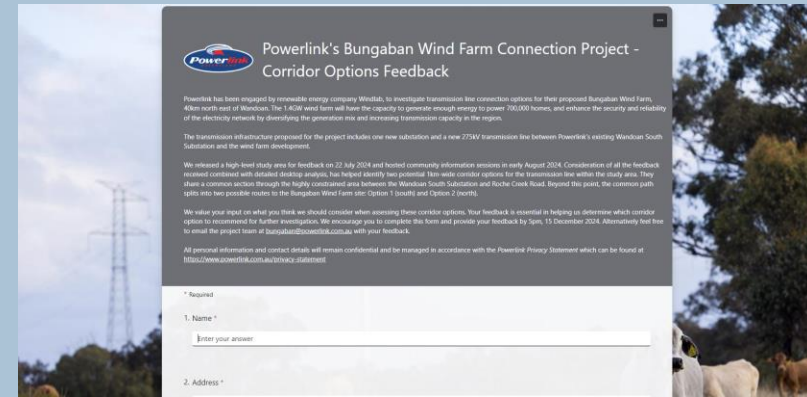 Powerlink
Powerlink's Bungaban Wind Farm Connection Project -
Corridor Options Feedback
Powerlink has been engaged by renewable energy company Windlab, to investigate transmission line connection options for their proposed Bungaban Wind Farm,
40km north east of Wandoan. The 1.4GW wind farm will have the capacity to generate enough energy to power 700,000 homes, and enhance the security and reliability
of the electricity network by diversifying the generation mix and increasing transmission capacity in the region.
The transmission infrastructure proposed for the project includes one new substation and a new 275kV transmission line between Powerlink's existing Wandoan South
Substation and the wind farm development.
We released a high-level study area for feedback on 22 July 2024 and hosted community information sessions in early August 2024. Consideration of all the feedback
received combined with detailed desktop analysis, has helped identify two potential 1km-wide corridor options for the transmission line within the study area. They
share a common section through the highly constrained area between the Wandoan South Substation and Roche Creek Road. Beyond this point, the common path
splits into two possible routes to the Bungaban Wind Farm site: Option 1 (south) and Option 2 (north).
We value your input on what you think we should consider when assessing these corridor options. Your feedback is essential in helping us determine which corridor
option to recommend for further investigation. We encourage you to complete this form and provide your feedback by 5pm, 15 December 2024. Alternatively feel free
to email the project team at bungaban@powerlink.com.au with your feedback.
All personal information and contact details will remain confidential and be managed in accordance with the Powerlink Privacy Statement which can be found at
https://www.powerlink.com.au/privacy-statement
* Required
1. Name *
Enter your answer
2. Address *